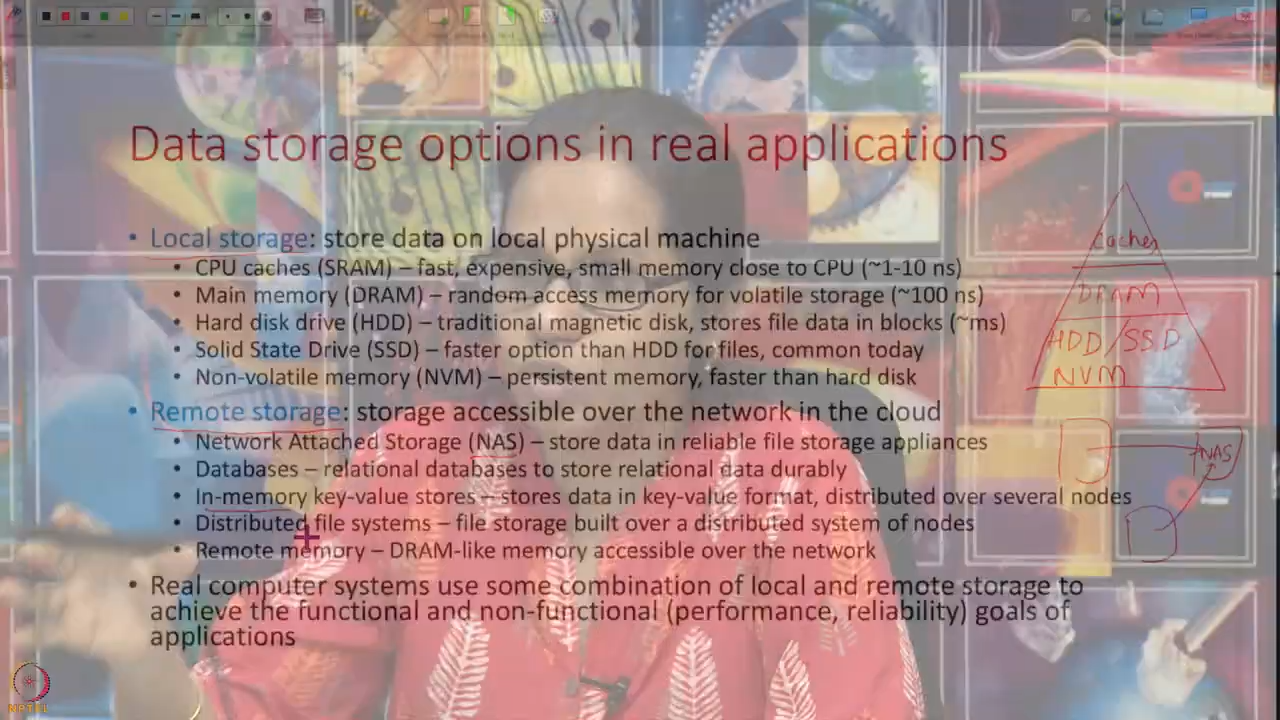 Data storage options in real applications
• Local storage: store data on local physical machine
• CPU caches (SRAM) – fast, expensive, small memory close to CPU (~1-10 ns)
• Main memory (DRAM) – random access memory for volatile storage (~100 ns)
• Hard disk drive (HDD) – traditional magnetic disk, stores file data in blocks (~ms)
• Solid State Drive (SSD) – faster option than HDD for files, common today
• Non-volatile memory (NVM) – persistent memory, faster than hard disk
• Remote storage: storage accessible over the network in the cloud
• Network Attached Storage (NAS) – store data in reliable file storage appliances
• Databases – relational databases to store relational data durably
• In-memory key-value stores – stores data in key-value format, distributed over several nodes
• Distributed file systems – file storage built over a distributed system of nodes
• Remote memory – DRAM-like memory accessible over the network
• Real computer systems use some combination of local and remote storage to
achieve the functional and non-functional (performance, reliability) goals of
applications
Caches
DRAM
HDD/SSD
NVM
NAS
NPTEL